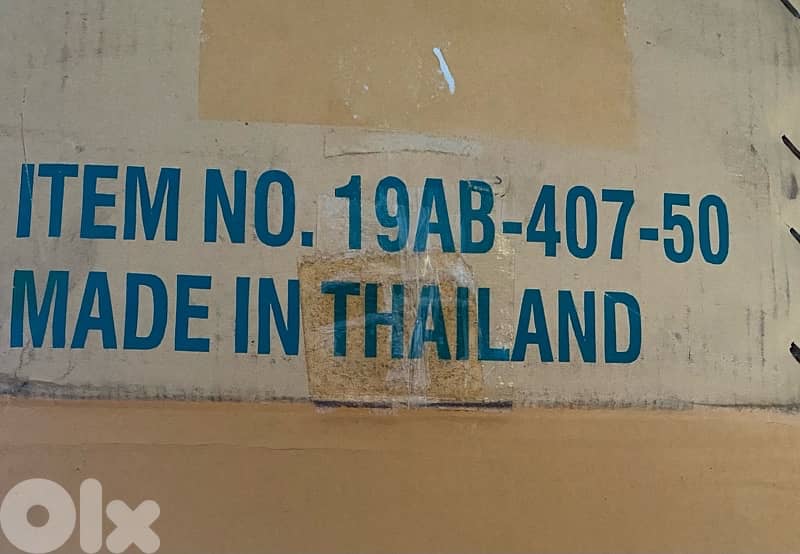 ITEM NO. 19AB-407-50
MADE IN THAILAND
Olx